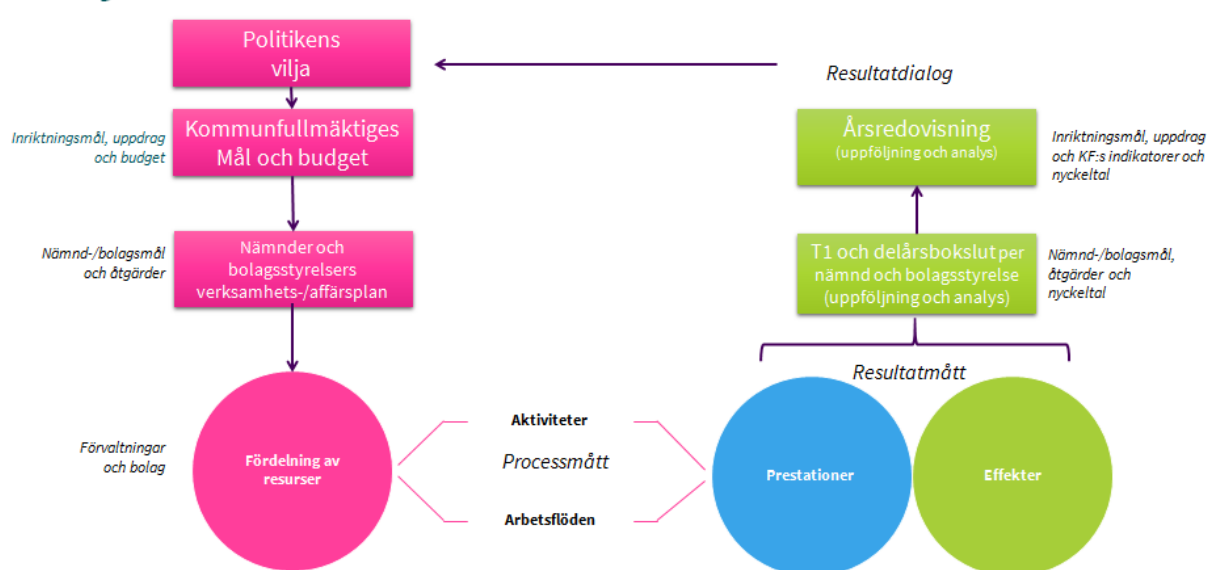 Politikens
vilja
Resultatdialog
Inriktningsmål, uppdrag
och budget
Kommunfullmäktiges
Mål och budget
Årsredovisning
(uppföljning och analys)
Inriktningsmål, uppdrag
och KF:s indikatorer och
nyckeltal
Nämnd-/bolagsmål
och åtgärder
Nämnder och
bolagsstyrelsers
verksamhets-/affärsplan
T1 och delårsbokslut per
nämnd och bolagsstyrelse
(uppföljning och analys)
Nämnd-/bolagsmål,
åtgärder och
nyckeltal
Resultatmått
Förvaltningar
och bolag
Fördelning av
resurser
Aktiviteter
Processmått
Arbetsflöden
Prestationer
Effekter